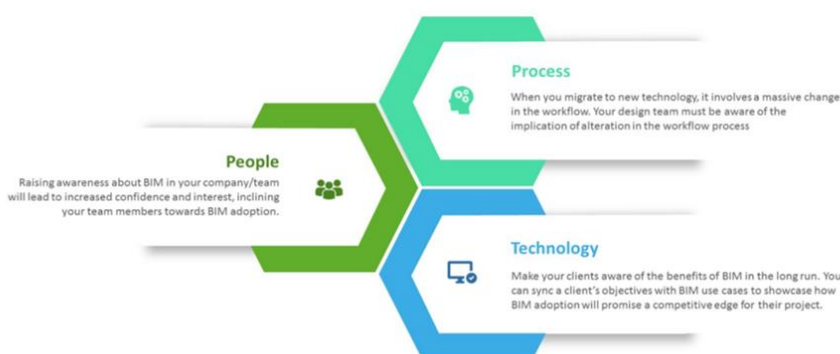 Process
When you migrate to new technology, it involves a massive change
in the workflow. Your design team must be aware of the
implication of alteration in the workflow process
People
Raising awareness about BIM in your company/team
will lead to increased confidence and interest, inclining
your team members towards BIM adoption.
Technology
Make your clients aware of the benefits of BIM in the long run. You
can sync a client's objectives with BIM use cases to showcase how
BIM adoption will promise a competitive edge for their project.